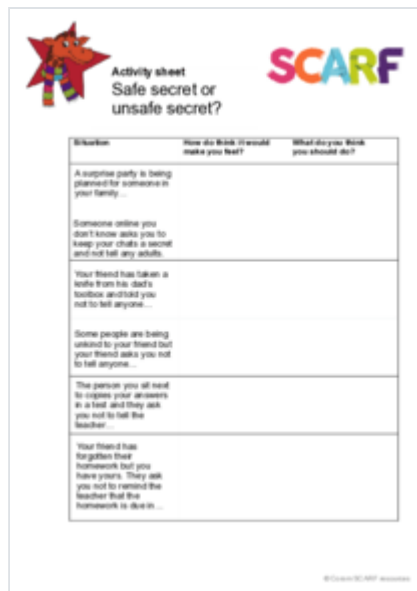 SCARF
Activity sheet
Safe secret or
unsafe secret?
Situation
How do think it would
make you feel?
What do you think
you should do?
A surprise party is being
planned for someone in
your family...
Someone online you
don't know asks you to
keep your chats a secret
and not tell any adults.
Your friend has taken a
knife from his dad's
toolbox and told you
not to tell anyone...
Some people are being
unkind to your friend but
your friend asks you not
to tell anyone...
The person you sit next
to copies your answers
in a test and they ask
you not to tell the
teacher...
Your friend has
forgotten their
homework but you
have yours. They ask
you not to remind the
teacher that the
homework is due in...
© Coram SCARF resources